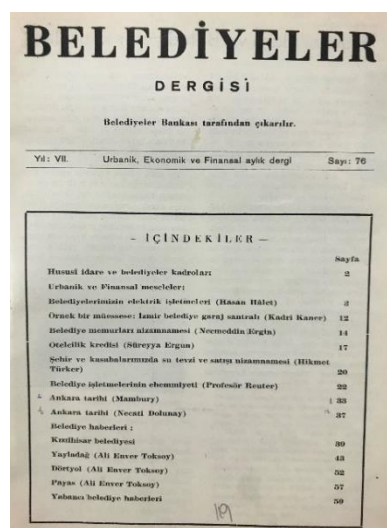 BELEDİYELER
DERGİSİ
Belediyeler Bankası tarafından çıkarılır.
Yıl: VII. Urbanik, Ekonomik ve Finansal aylık dergi Sayı: 76
— İÇİNDEKİLER —
Sayfa
Hususi idare ve belediyeler kadroları 2
Urbanik ve Finansal meseleler:
Belediyelerimizin elektrik işletmeleri (Hasan Hâlet) 3
Örnek bir müessese: İzmir belediye garaj santralı (Kadri Kaner) 12
Belediye memurları nizamnamesi (Necmeddin Ergin) 14
Otelcilik kredisi (Süreyya Ergun) 17
Şehir ve kasabalarımızda su tevzi ve satışı nizamnamesi (Hikmet
Türker) 20
Belediye işletmelerinin ehemmiyeti (Profesör Reuter) 22
Ankara tarihi (Mambury) 33
Ankara tarihi (Necati Dolunay) 37
Belediye haberleri :
Kızılhisar belediyesi 39
Yayladağ (Ali Enver Toksoy) 43
Dörtyol (Ali Enver Toksoy) 52
Payas (Ali Enver Toksoy) 57
Yabancı belediye haberleri 59